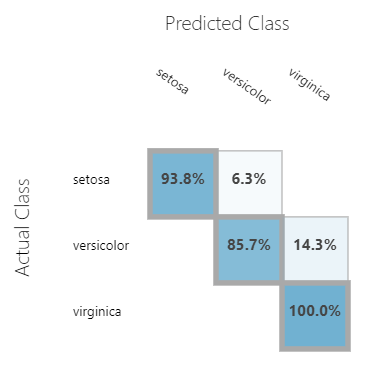 Predicted Class
setosa versicolor virginica
Actual Class
setosa 93.8% 6.3%
versicolor 85.7% 14.3%
virginica 100.0%